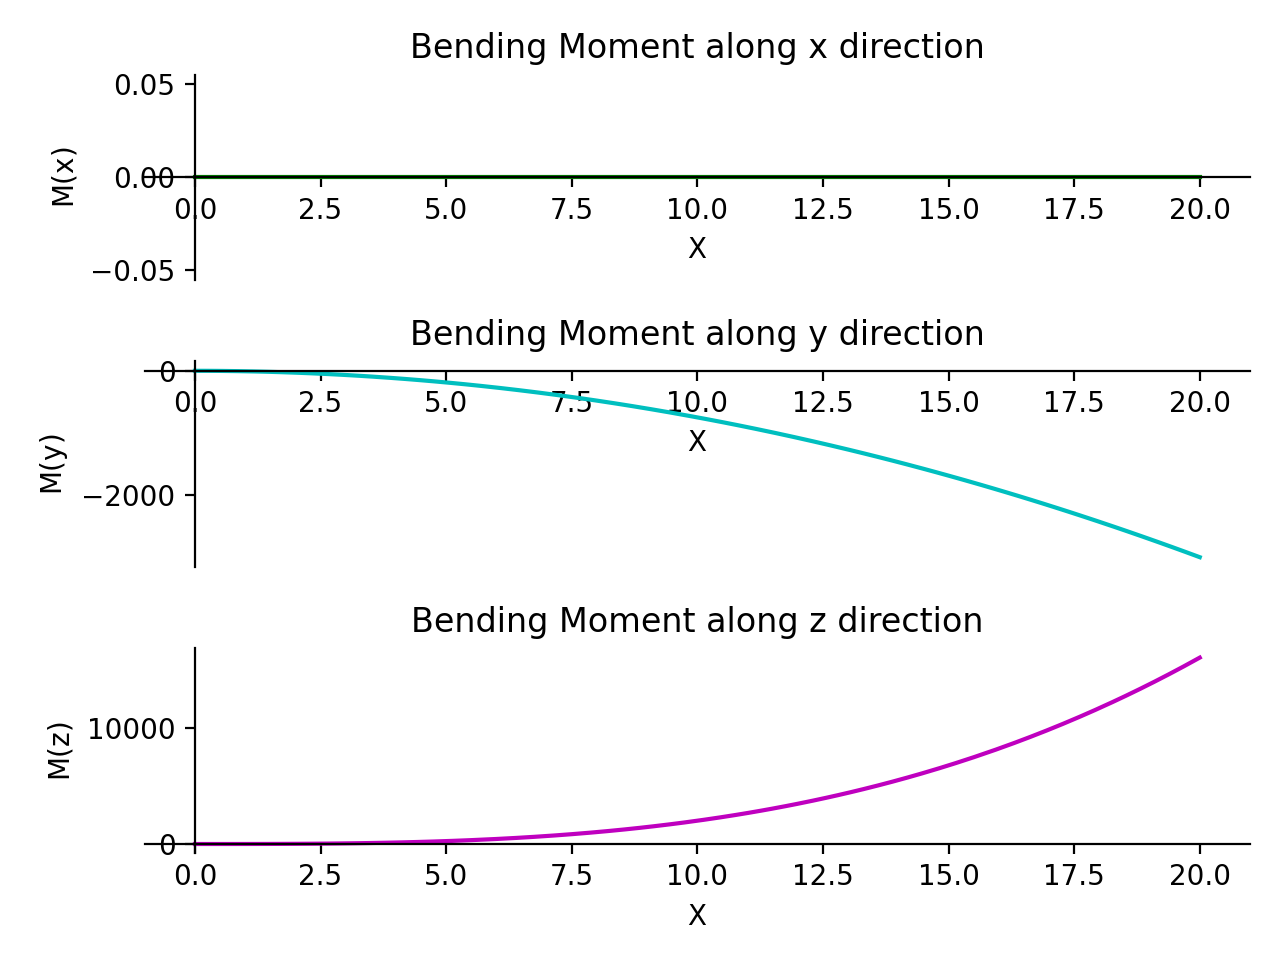 Bending Moment along x direction
0.05
M(x)
0.00
0.0 2.5 5.0 7.5 10.0 12.5 15.0 17.5 20.0
X
−0.05
Bending Moment along y direction
0
0.0 2.5 5.0 7.5 10.0 12.5 15.0 17.5 20.0
X
M(y)
−2000
Bending Moment along z direction
10000
M(z)
0
0.0 2.5 5.0 7.5 10.0 12.5 15.0 17.5 20.0
X